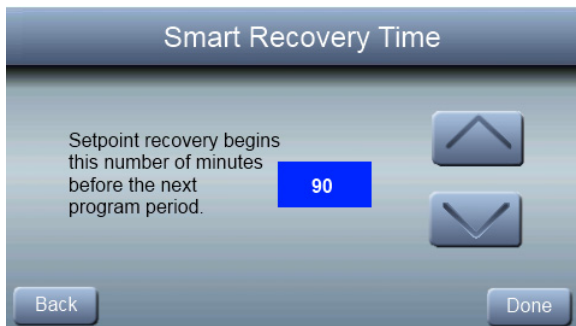 Smart Recovery Time
Setpoint recovery begins
this number of minutes
before the next
program period.
90
Back
Done